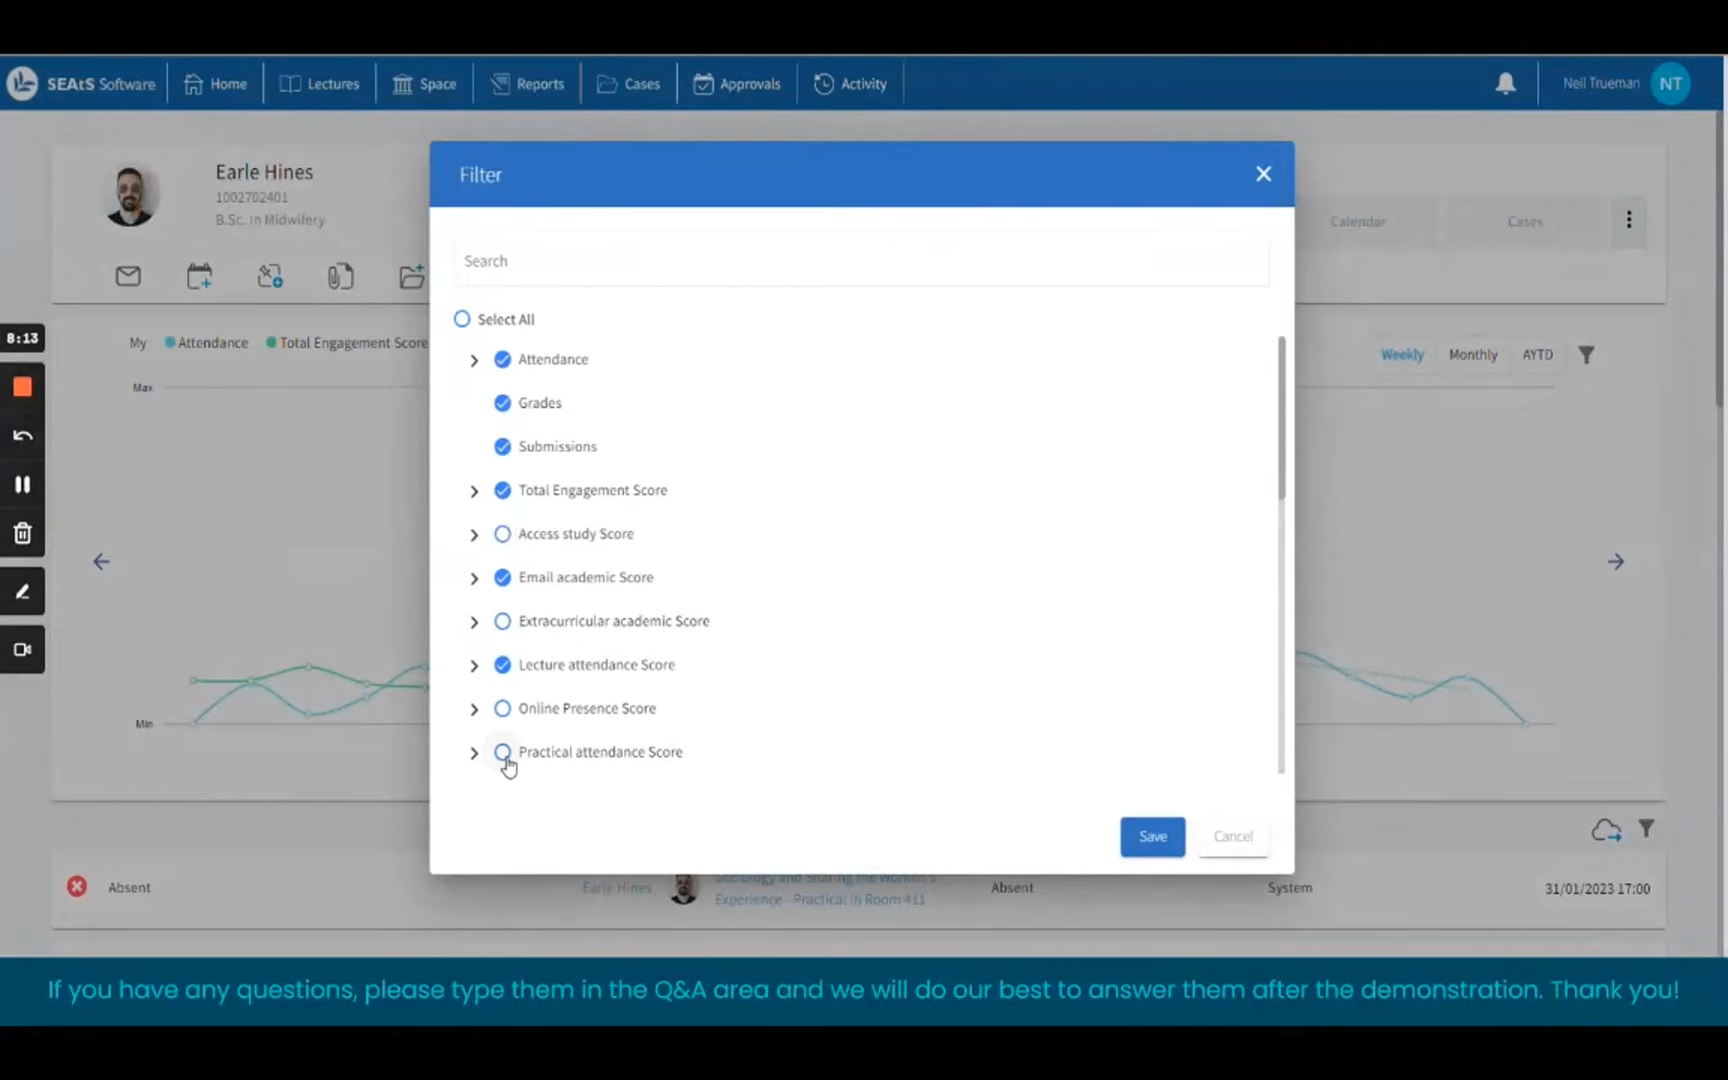 SEAtS Software
Home
Lectures
Space
Reports
Cases
Approvals
Activity
Neil Trueman
NT
Earle Hines
1002702401
B.Sc. in Midwifery
Calendar
Cases
8:13
My
Attendance
Total Engagement Score
Weekly
Monthly
AYTD
Max
Min
Filter
Search
Select All
Attendance
Grades
Submissions
Total Engagement Score
Access study Score
Email academic Score
Extracurricular academic Score
Lecture attendance Score
Online Presence Score
Practical attendance Score
Save
Cancel
Absent
Earle Hines
Sociology and Sharing the Women's
Experience - Practical in Room 411
Absent
System
31/01/2023 17:00
If you have any questions, please type them in the Q&A area and we will do our best to answer them after the demonstration. Thank you!